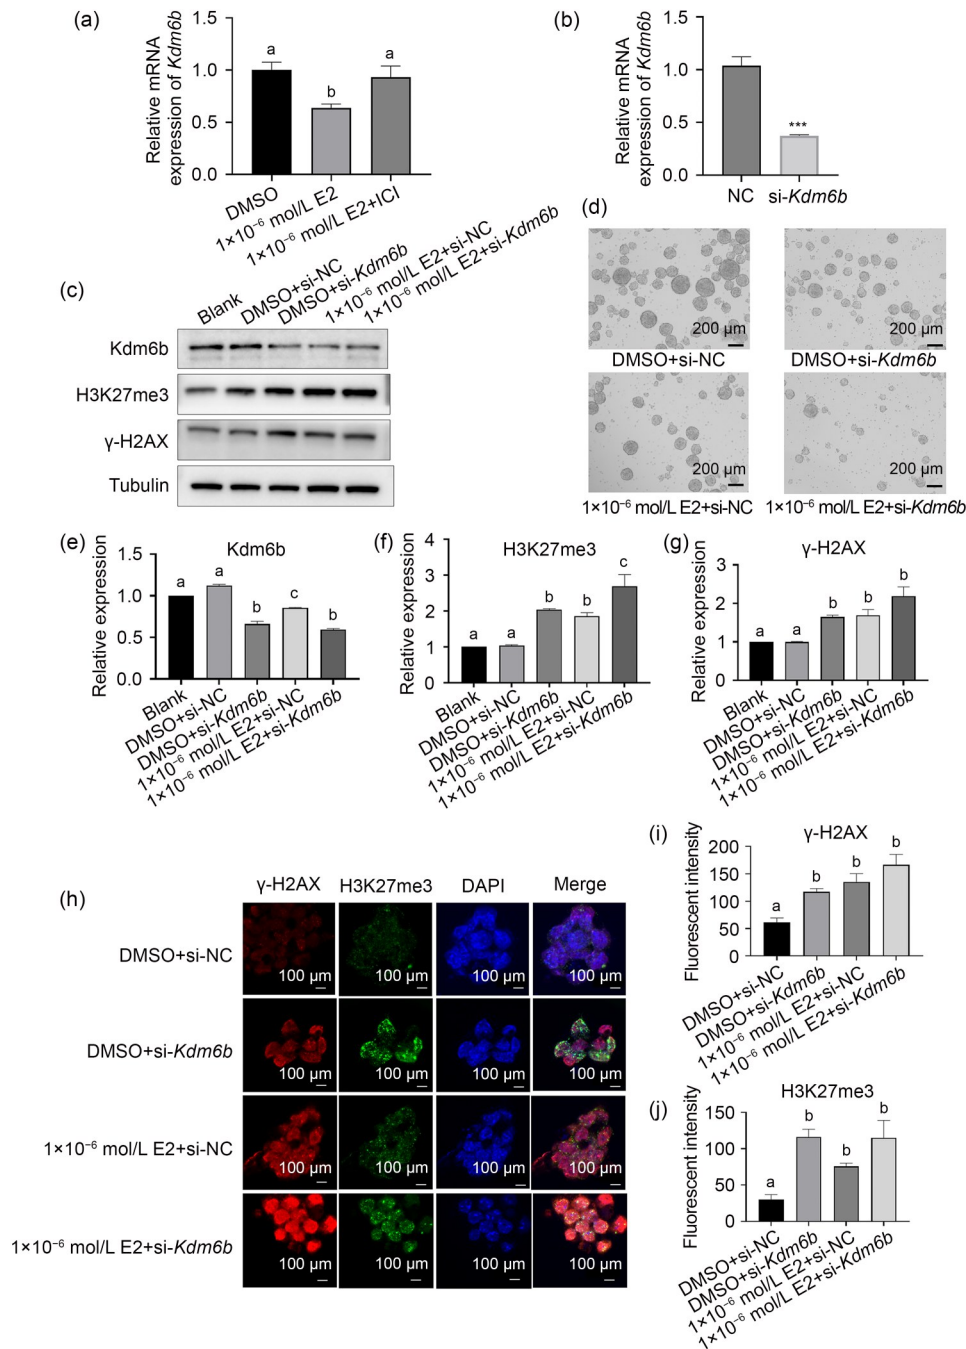 (a)
Relative mRNA
expression of Kdm6b
1.5
1.0
0.5
0.0
a
b
a
DMSO
1×10⁻⁶ mol/L E2
1×10⁻⁶ mol/L E2+ICI
(b)
Relative mRNA
expression of Kdm6b
1.5
1.0
0.5
0.0
***
NC
si-Kdm6b
(c)
Blank
DMSO+si-NC
DMSO+si-Kdm6b
1×10⁻⁶ mol/L E2+si-NC
1×10⁻⁶ mol/L E2+si-Kdm6b
Kdm6b
H3K27me3
γ-H2AX
Tubulin
(d)
200 µm
DMSO+si-NC
200 µm
DMSO+si-Kdm6b
200 µm
1×10⁻⁶ mol/L E2+si-NC
200 µm
1×10⁻⁶ mol/L E2+si-Kdm6b
(e)
Kdm6b
Relative expression
1.5
1.0
0.5
0.0
a
a
b
c
b
Blank
DMSO+si-NC
DMSO+si-Kdm6b
1×10⁻⁶ mol/L E2+si-NC
1×10⁻⁶ mol/L E2+si-Kdm6b
(f)
H3K27me3
Relative expression
4
3
2
1
0
a
a
b
b
c
Blank
DMSO+si-NC
DMSO+si-Kdm6b
1×10⁻⁶ mol/L E2+si-NC
1×10⁻⁶ mol/L E2+si-Kdm6b
(g)
γ-H2AX
Relative expression
3
2
1
0
a
a
b
b
b
Blank
DMSO+si-NC
DMSO+si-Kdm6b
1×10⁻⁶ mol/L E2+si-NC
1×10⁻⁶ mol/L E2+si-Kdm6b
(h)
γ-H2AX H3K27me3 DAPI Merge
DMSO+si-NC
100 µm 100 µm 100 µm 100 µm
DMSO+si-Kdm6b
100 µm 100 µm 100 µm 100 µm
1×10⁻⁶ mol/L E2+si-NC
100 µm 100 µm 100 µm 100 µm
1×10⁻⁶ mol/L E2+si-Kdm6b
100 µm 100 µm 100 µm 100 µm
(i)
γ-H2AX
Fluorescent intensity
200
150
100
50
0
a
b
b
b
DMSO+si-NC
DMSO+si-Kdm6b
1×10⁻⁶ mol/L E2+si-NC
1×10⁻⁶ mol/L E2+si-Kdm6b
(j)
H3K27me3
Fluorescent intensity
150
100
50
0
a
b
b
b
DMSO+si-NC
DMSO+si-Kdm6b
1×10⁻⁶ mol/L E2+si-NC
1×10⁻⁶ mol/L E2+si-Kdm6b